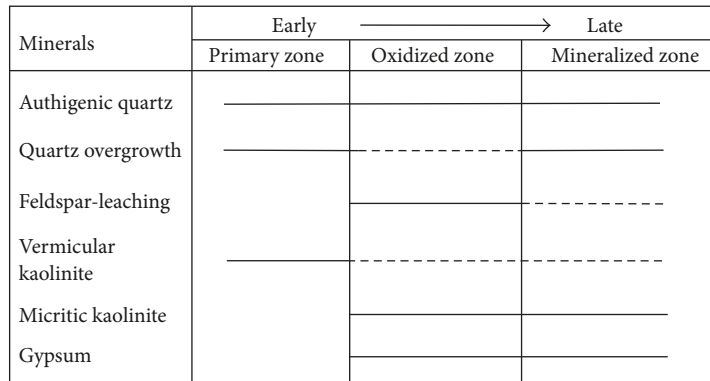 Minerals
Early Late
Primary zone Oxidized zone Mineralized zone
Authigenic quartz
Quartz overgrowth
Feldspar-leaching
Vermicular
kaolinite
Micritic kaolinite
Gypsum